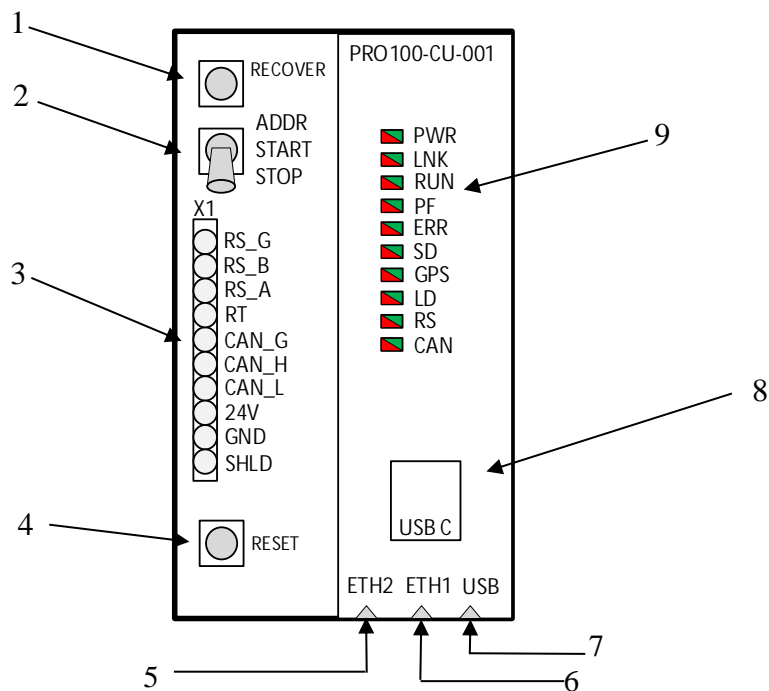 1
RECOVER
2
ADDR
START
STOP
X1
RS_G
RS_B
RS_A
3
RT
CAN_G
CAN_H
CAN_L
24V
GND
SHLD
4
RESET
PRO100-CU-001
PWR
LNK
RUN
PF
ERR
SD
GPS
LD
RS
CAN
9
8
USB C
ETH2 ETH1 USB
5
6
7